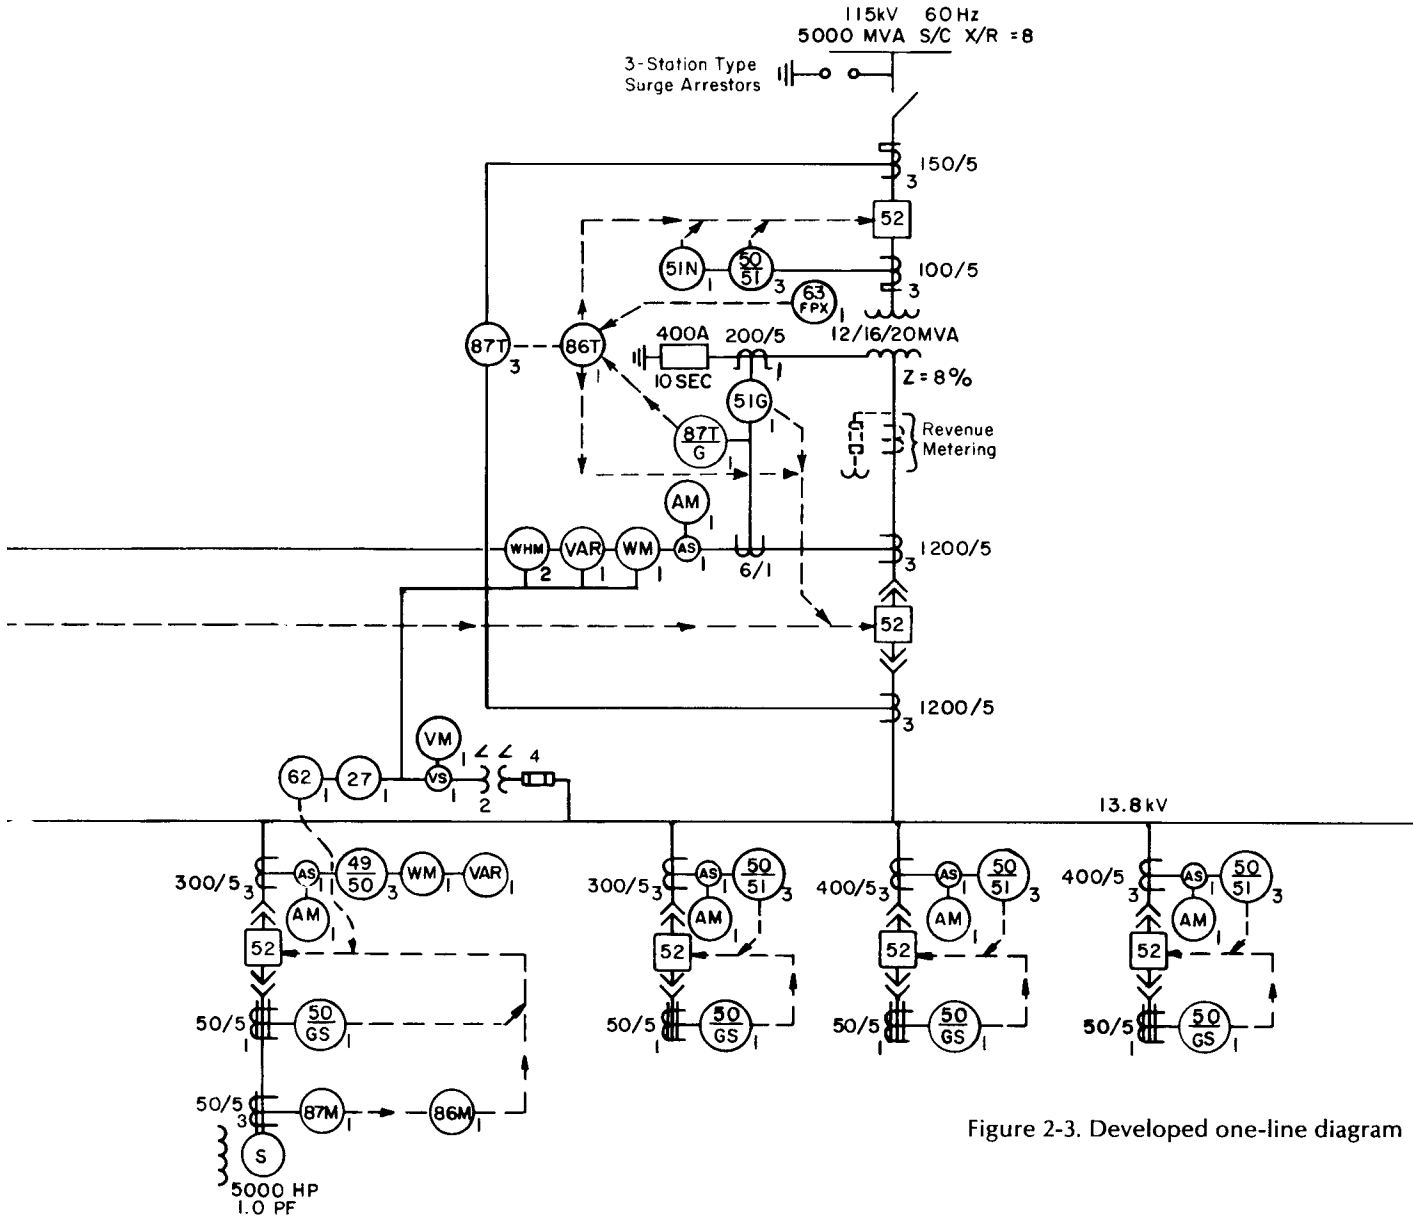 115kV 60 Hz
5000 MVA S/C X/R = 8
3-Station Type
Surge Arrestors
150/5
3
52
51N
1
50
51
3
100/5
3
63
FPX
1
12/16/20MVA
87T
3
86T
1
400A
10 SEC
200/5
1
Z = 8%
51G
1
87T
G
1
Revenue
Metering
AM
1
WHM
2
VAR
1
WM
1
AS
1
6/1
1200/5
3
52
1200/5
3
VM
1
4
62
1
27
1
VS
1
2
13.8 kV
300/5
3
AS
1
49
50
3
WM
1
VAR
1
AM
1
52
50/5
1
50
GS
1
50/5
3
87M
1
86M
1
S
5000 HP
1.0 PF
300/5
3
AS
1
50
51
3
AM
1
52
50/5
1
50
GS
1
400/5
3
AS
1
50
51
3
AM
1
52
50/5
1
50
GS
1
400/5
3
AS
1
50
51
3
AM
1
52
50/5
1
50
GS
1
Figure 2-3. Developed one-line diagram